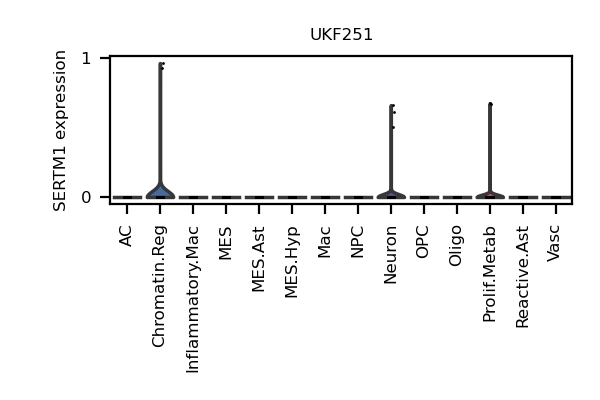 UKF251
SERTM1 expression
1
0
AC
Chromatin.Reg
Inflammatory.Mac
MES
MES.Ast
MES.Hyp
Mac
NPC
Neuron
OPC
Oligo
Prolif.Metab
Reactive.Ast
Vasc